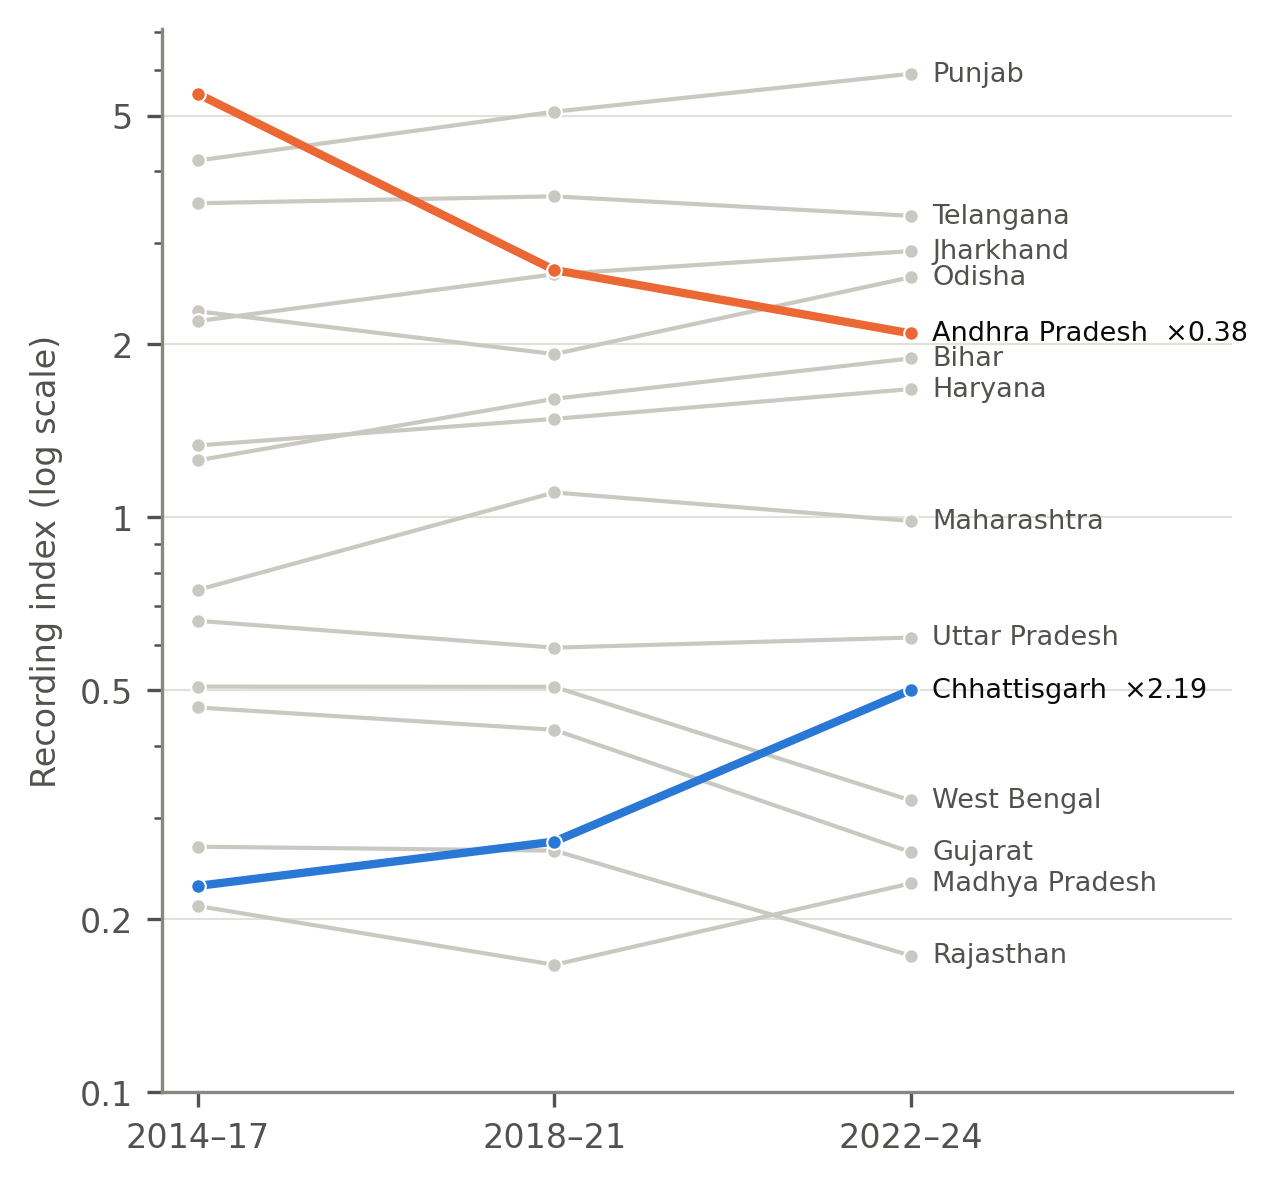 Recording index (log scale)
5
2
1
0.5
0.2
0.1
2014–17
2018–21
2022–24
Punjab
Telangana
Jharkhand
Odisha
Andhra Pradesh ×0.38
Bihar
Haryana
Maharashtra
Uttar Pradesh
Chhattisgarh ×2.19
West Bengal
Gujarat
Madhya Pradesh
Rajasthan